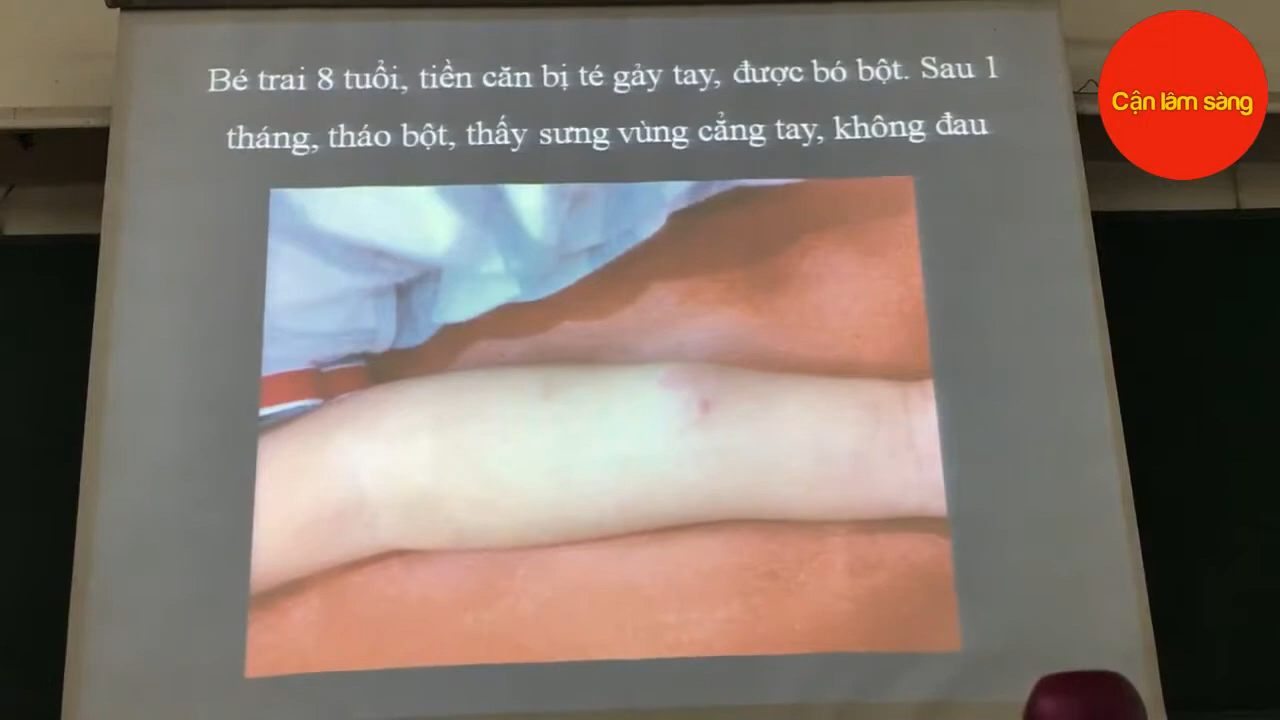 Bé trai 8 tuổi, tiền căn bị té gảy tay, được bó bột. Sau 1
tháng, tháo bột, thấy sưng vùng cẳng tay, không đau
Cận lâm sàng